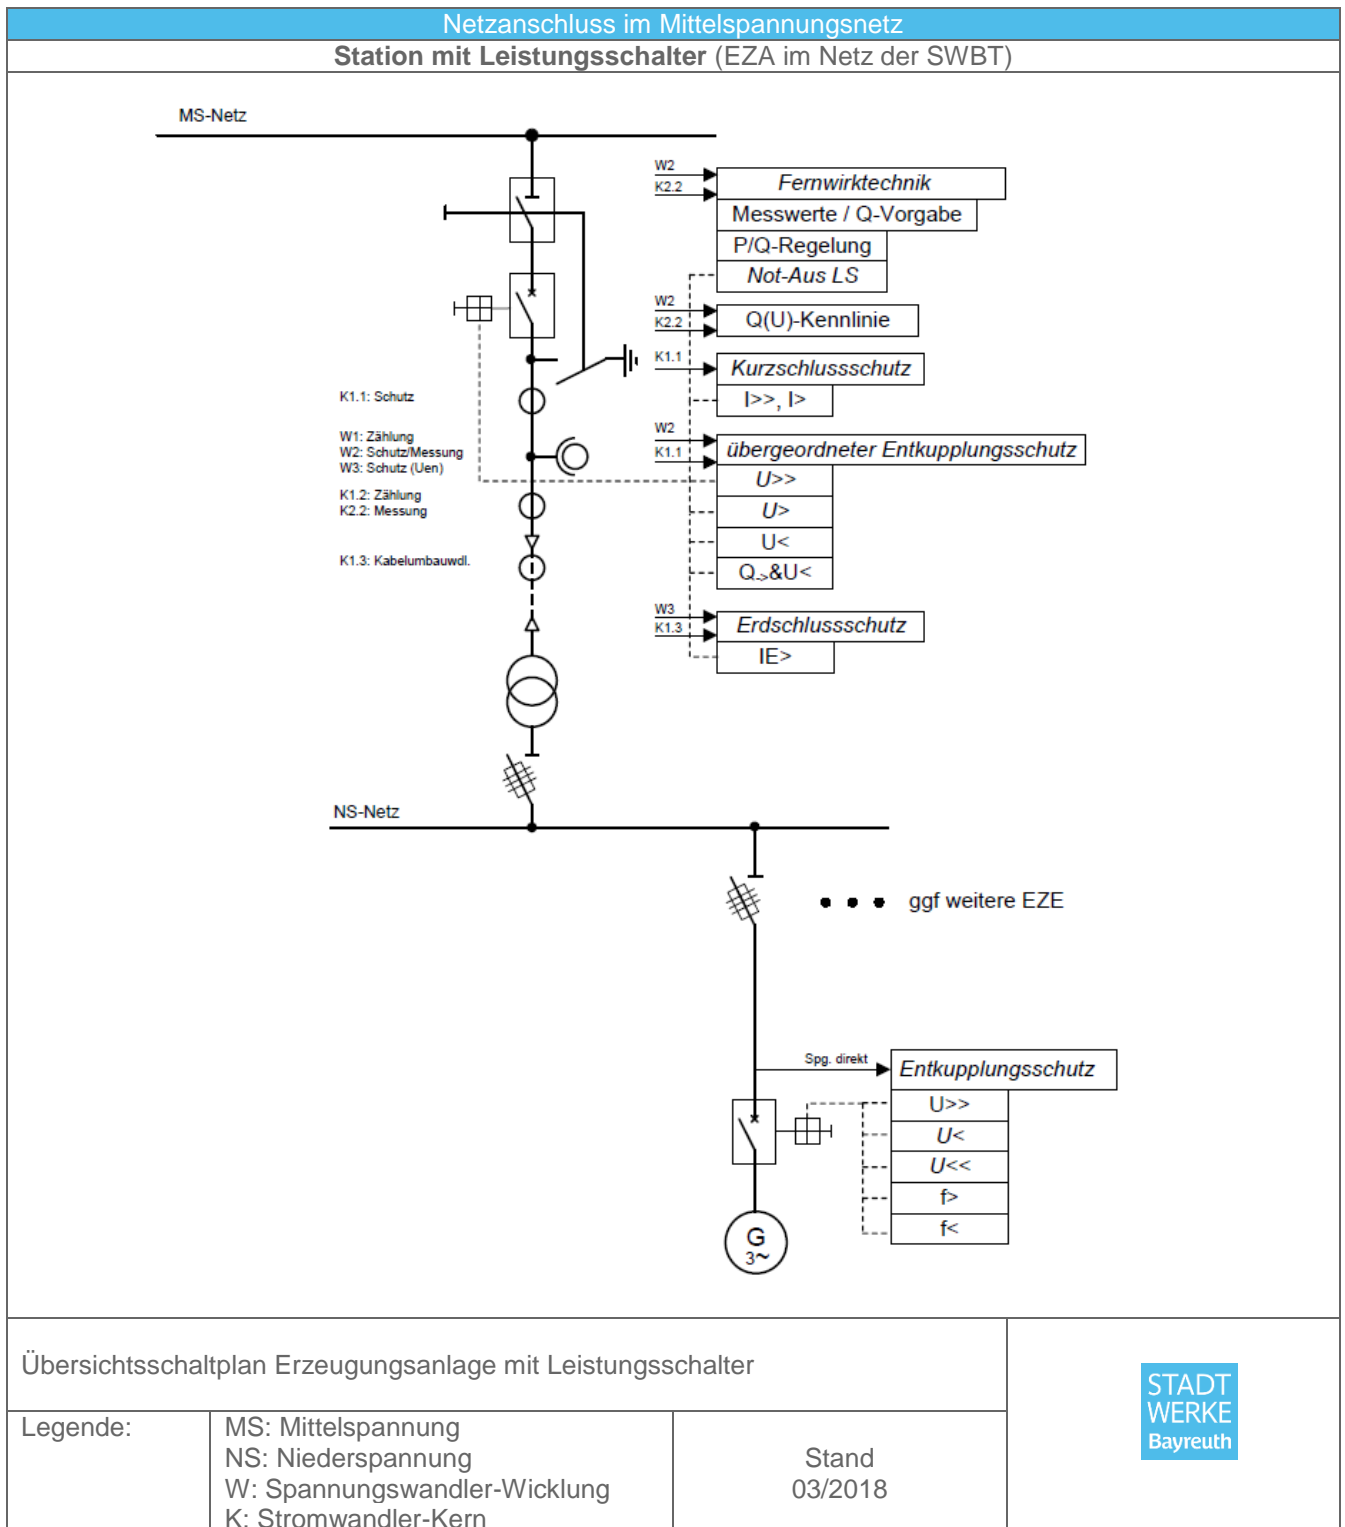 Netzanschluss im Mittelspannungsnetz
Station mit Leistungsschalter (EZA im Netz der SWBT)
MS-Netz
W2
K2.2
Fernwirktechnik
Messwerte / Q-Vorgabe
P/Q-Regelung
Not-Aus LS
W2
K2.2
Q(U)-Kennlinie
K1.1
Kurzschlussschutz
I>>, I>
K1.1: Schutz
W1: Zählung
W2: Schutz/Messung
W3: Schutz (Uen)
K1.2: Zählung
K2.2: Messung
K1.3: Kabelumbauwdl.
W2
K1.1
übergeordneter Entkupplungsschutz
U>>
U>
U<
Q->&U<
W3
K1.3
Erdschlussschutz
IE>
NS-Netz
ggf weitere EZE
Spg. direkt
Entkupplungsschutz
U>>
U<
U<<
f>
f<
G
3~
Übersichtsschaltplan Erzeugungsanlage mit Leistungsschalter
Legende:
MS: Mittelspannung
NS: Niederspannung
W: Spannungswandler-Wicklung
K: Stromwandler-Kern
Stand
03/2018
STADT
WERKE
Bayreuth